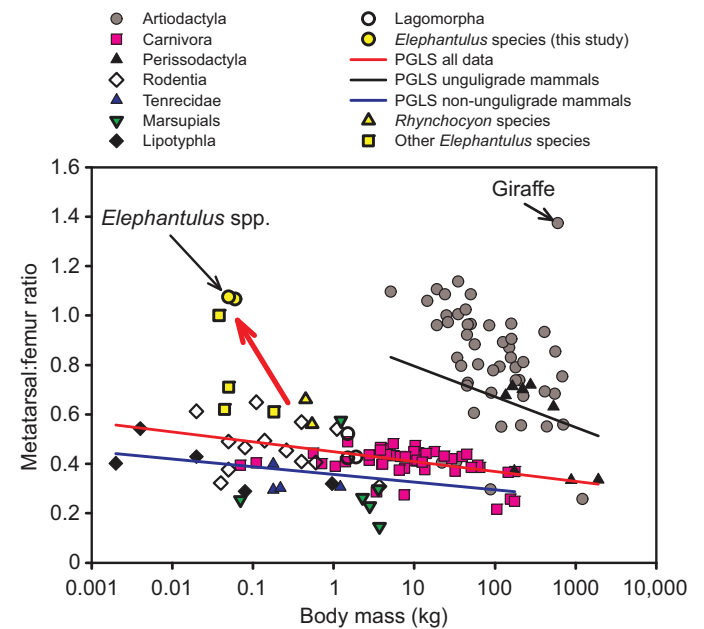 Artiodactyla
Carnivora
Perissodactyla
Rodentia
Tenrecidae
Marsupials
Lipotyphla
Lagomorpha
Elephantulus species (this study)
PGLS all data
PGLS unguligrade mammals
PGLS non-unguligrade mammals
Rhynchocyon species
Other Elephantulus species
1.6
1.4
1.2
1.0
0.8
0.6
0.4
0.2
0
Metatarsal:femur ratio
Giraffe
Elephantulus spp.
0.001
0.01
0.1
1
10
100
1000
10,000
Body mass (kg)